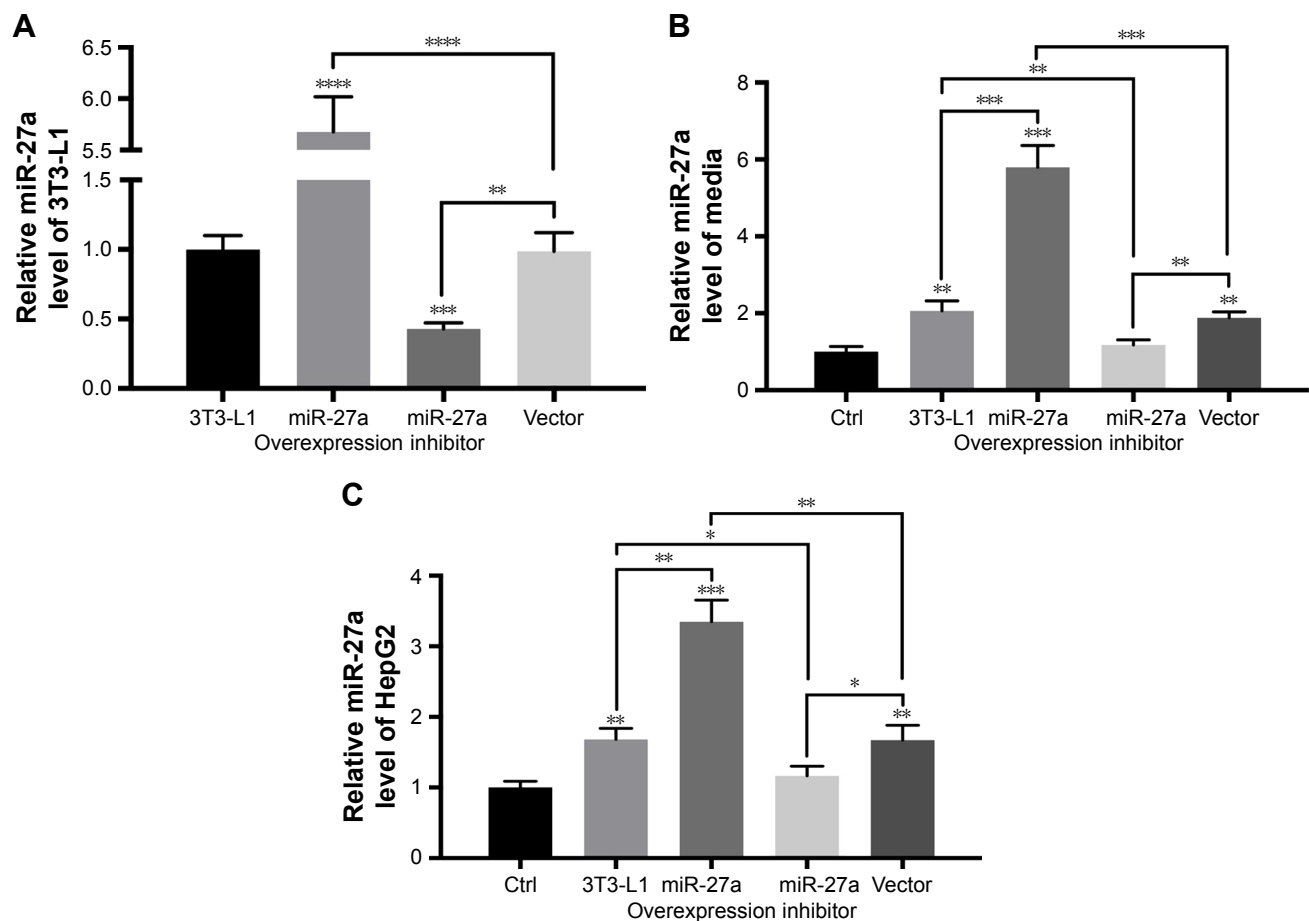 A
Relative miR-27a
level of 3T3-L1
6.5
6.0
5.5
1.5
1.0
0.5
0.0
****
****
**
***
3T3-L1 miR-27a miR-27a Vector
Overexpression inhibitor
B
Relative miR-27a
level of media
8
6
4
2
0
***
**
***
***
**
**
**
Ctrl 3T3-L1 miR-27a miR-27a Vector
Overexpression inhibitor
C
Relative miR-27a
level of HepG2
4
3
2
1
0
**
*
**
***
*
**
**
Ctrl 3T3-L1 miR-27a miR-27a Vector
Overexpression inhibitor